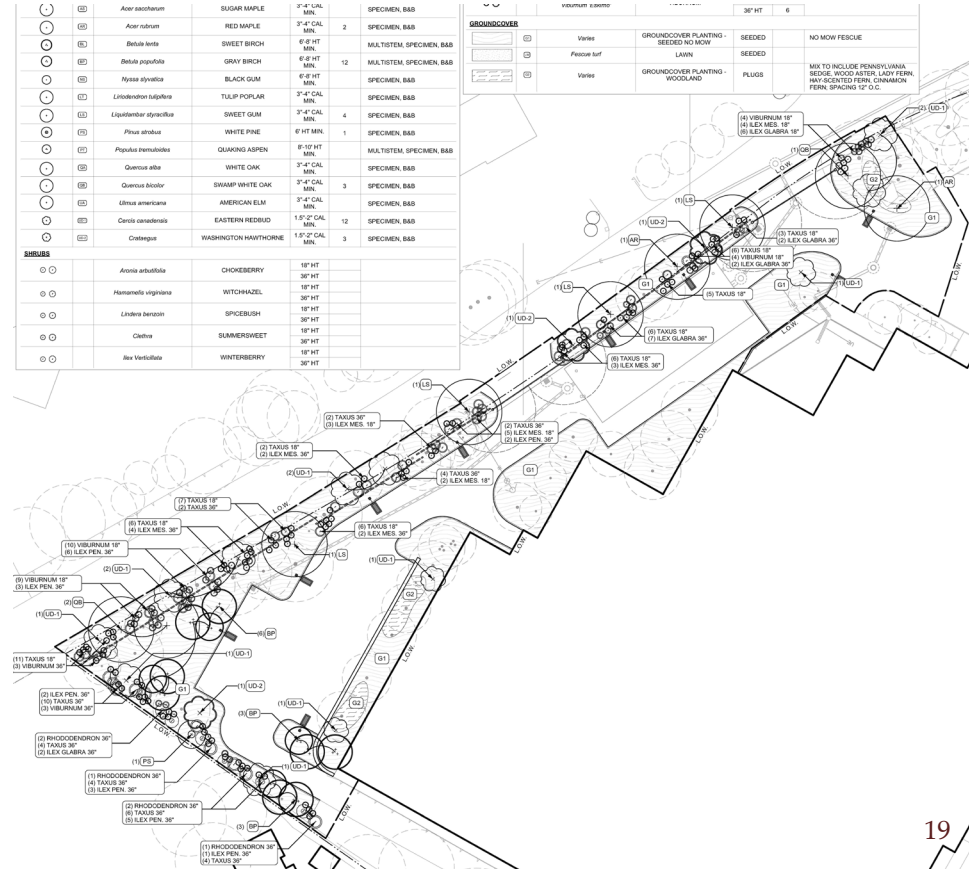 Acer saccharum SUGAR MAPLE 3"-4" CAL MIN. SPECIMEN, B&B
Acer rubrum RED MAPLE 3"-4" CAL MIN. 2 SPECIMEN, B&B
Betula lenta SWEET BIRCH 6'-8' HT MIN. MULTISTEM, SPECIMEN, B&B
Betula popufolia GRAY BIRCH 6'-8' HT MIN. 12 MULTISTEM, SPECIMEN, B&B
Nyssa slyvatica BLACK GUM 6'-8' HT MIN. SPECIMEN, B&B
Liriodendron tulipifera TULIP POPLAR 3"-4" CAL MIN. SPECIMEN, B&B
Liquidambar styraciflua SWEET GUM 3"-4" CAL MIN. 4 SPECIMEN, B&B
Pinus strobus WHITE PINE 6' HT MIN. 1 SPECIMEN, B&B
Populus tremuloides QUAKING ASPEN 8'-10' HT MIN. MULTISTEM, SPECIMEN, B&B
Quercus alba WHITE OAK 3"-4" CAL MIN. SPECIMEN, B&B
Quercus bicolor SWAMP WHITE OAK 3"-4" CAL MIN. 3 SPECIMEN, B&B
Ulmus americana AMERICAN ELM 3"-4" CAL MIN. SPECIMEN, B&B
Cercis canadensis EASTERN REDBUD 1.5"-2" CAL MIN. 12 SPECIMEN, B&B
Crataegus WASHINGTON HAWTHORNE 1.5"-2" CAL MIN. 3 SPECIMEN, B&B
SHRUBS
Aronia arbutifolia CHOKEBERRY 18" HT
36" HT
Hamamelis virginiana WITCHHAZEL 18" HT
36" HT
Lindera benzoin SPICEBUSH 18" HT
36" HT
Clethra SUMMERSWEET 18" HT
36" HT
Ilex Verticillata WINTERBERRY 18" HT
36" HT
Viburnum Eskimo
36" HT 6
GROUNDCOVER
Varies GROUNDCOVER PLANTING - SEEDED NO MOW SEEDED NO MOW FESCUE
Fescue turf LAWN SEEDED
Varies GROUNDCOVER PLANTING - WOODLAND PLUGS
MIX TO INCLUDE PENNSYLVANIA
SEDGE, WOOD ASTER, LADY FERN,
HAY-SCENTED FERN, CINNAMON
FERN, SPACING 12" O.C.
(2) UD-1
(4) VIBURNUM 18"
(4) ILEX MES. 18"
(6) ILEX GLABRA 18"
(1) QB
L.O.W.
G2
(1) AR
(1) LS
G1
(1) UD-2
(3) TAXUS 18"
(2) ILEX GLABRA 36"
(1) AR
(6) TAXUS 18"
(4) VIBURNUM 18"
(2) ILEX GLABRA 36"
L.O.W.
G1
G1
(1) UD-1
(1) LS
(5) TAXUS 18"
(1) UD-2
L.O.W.
(6) TAXUS 18"
(7) ILEX GLABRA 36"
L.O.W.
(6) TAXUS 18"
(3) ILEX MES. 36"
(1) LS
(2) TAXUS 36"
(3) ILEX MES. 18"
(2) TAXUS 36"
(5) ILEX MES. 18"
(2) ILEX PEN. 36"
L.O.W.
(2) TAXUS 18"
(2) ILEX MES. 36"
(2) UD-1
(4) TAXUS 36"
(2) ILEX MES. 18"
G1
(7) TAXUS 18"
(2) TAXUS 36"
L.O.W.
(6) TAXUS 18"
(4) ILEX MES. 36"
(6) TAXUS 18"
(2) ILEX MES. 36"
(10) VIBURNUM 18"
(6) ILEX PEN. 36"
(1) LS
L.O.W.
(2) UD-1
(1) UD-1
(9) VIBURNUM 18"
(3) ILEX PEN. 36"
G2
(2) QB
(1) UD-1
(6) BP
(1) UD-1
L.O.W.
G1
(11) TAXUS 18"
(3) VIBURNUM 36"
G1
(1) UD-2
(2) ILEX PEN. 36"
(10) TAXUS 36"
(3) VIBURNUM 36"
(1) UD-1
G2
(3) BP
L.O.W.
(2) RHODODENDRON 36"
(4) TAXUS 36"
(2) ILEX GLABRA 36"
(1) PS
(1) UD-1
(1) RHODODENDRON 36"
(4) TAXUS 36"
(3) ILEX PEN. 36"
(2) RHODODENDRON 36"
(6) TAXUS 36"
(5) ILEX PEN. 36"
L.O.W.
(3) BP
(1) RHODODENDRON 36"
(1) ILEX PEN. 36"
(4) TAXUS 36"
19